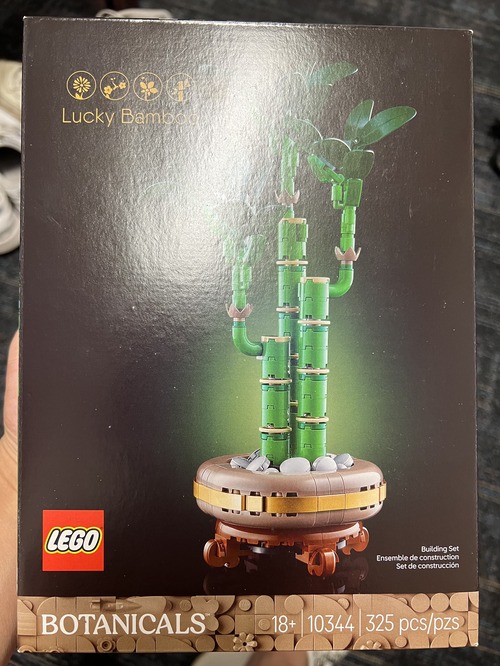 Lucky Bamboo
LEGO
Building Set
Ensemble de construction
Set de construcción
BOTANICALS
18+ | 10344 | 325 pcs/pzs